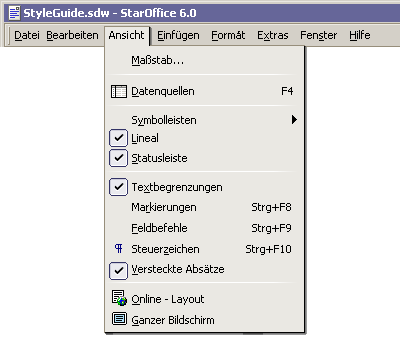 StyleGuide.sdw - StarOffice 6.0
Datei Bearbeiten Ansicht Einfügen Formát Extras Fenster Hilfe
Maßstab...
Datenquellen F4
Symbolleisten
Lineal
Statusleiste
Textbegrenzungen
Markierungen Strg+F8
Feldbefehle Strg+F9
¶ Steuerzeichen Strg+F10
Versteckte Absätze
Online - Layout
Ganzer Bildschirm